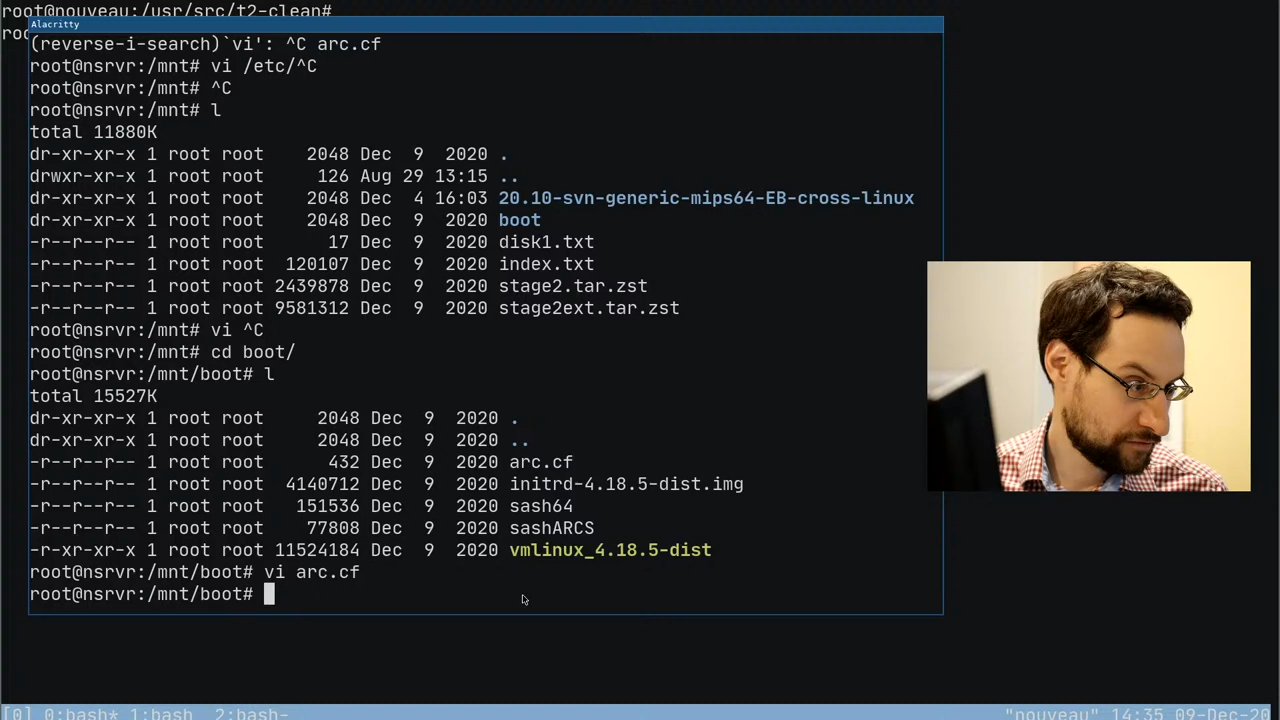 root@nouveau:/usr/src/t2-clean#
Alacritty
(reverse-i-search)`vi': ^C arc.cf
root@nsrvr:/mnt# vi /etc/^C
root@nsrvr:/mnt# ^C
root@nsrvr:/mnt# l
total 11880K
dr-xr-xr-x 1 root root    2048 Dec  9  2020 .
drwxr-xr-x 1 root root     126 Aug 29 13:15 ..
dr-xr-xr-x 1 root root    2048 Dec  4 16:03 20.10-svn-generic-mips64-EB-cross-linux
dr-xr-xr-x 1 root root    2048 Dec  9  2020 boot
-r--r--r-- 1 root root      17 Dec  9  2020 disk1.txt
-r--r--r-- 1 root root  120107 Dec  9  2020 index.txt
-r--r--r-- 1 root root 2439878 Dec  9  2020 stage2.tar.zst
-r--r--r-- 1 root root 9581312 Dec  9  2020 stage2ext.tar.zst
root@nsrvr:/mnt# vi ^C
root@nsrvr:/mnt# cd boot/
root@nsrvr:/mnt/boot# l
total 15527K
dr-xr-xr-x 1 root root     2048 Dec  9  2020 .
dr-xr-xr-x 1 root root     2048 Dec  9  2020 ..
-r--r--r-- 1 root root      432 Dec  9  2020 arc.cf
-r--r--r-- 1 root root  4140712 Dec  9  2020 initrd-4.18.5-dist.img
-r--r--r-- 1 root root   151536 Dec  9  2020 sash64
-r--r--r-- 1 root root    77808 Dec  9  2020 sashARCS
-r-xr-xr-x 1 root root 11524184 Dec  9  2020 vmlinux_4.18.5-dist
root@nsrvr:/mnt/boot# vi arc.cf
root@nsrvr:/mnt/boot#
[0] 0:bash* 1:bash  2:bash- "nouveau" 14:35 09-Dec-20